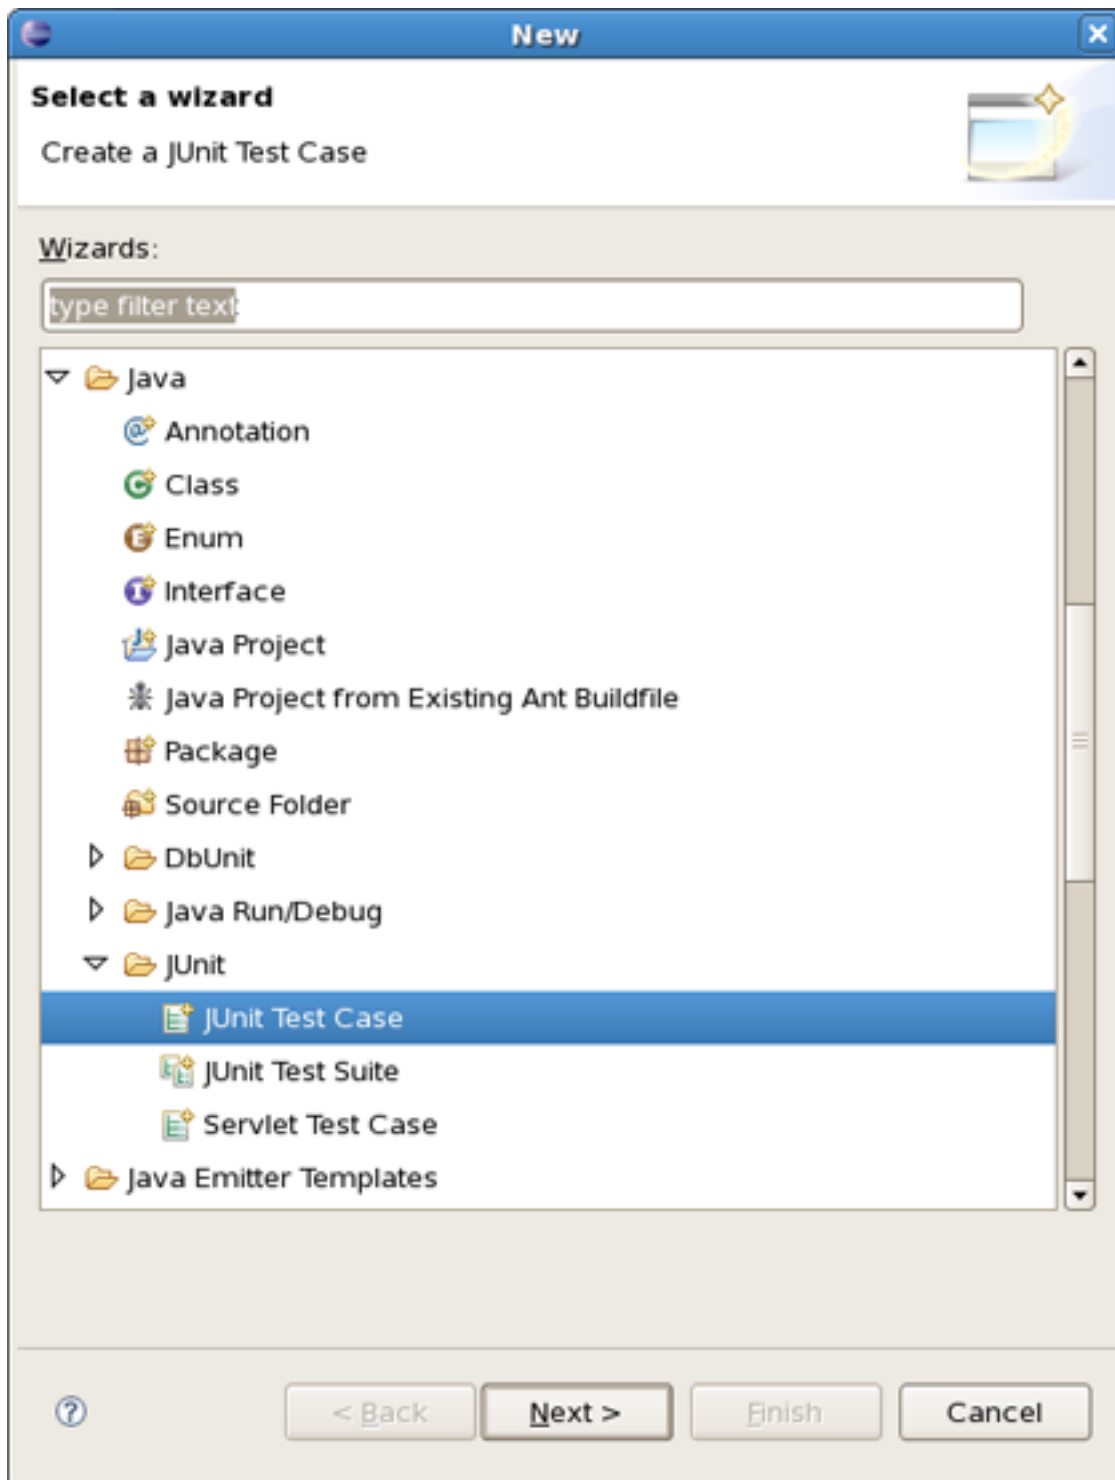 New
Select a wizard
Create a JUnit Test Case
Wizards:
type filter text
Java
Annotation
Class
Enum
Interface
Java Project
Java Project from Existing Ant Buildfile
Package
Source Folder
DbUnit
Java Run/Debug
JUnit
JUnit Test Case
JUnit Test Suite
Servlet Test Case
Java Emitter Templates
< Back Next > Finish Cancel